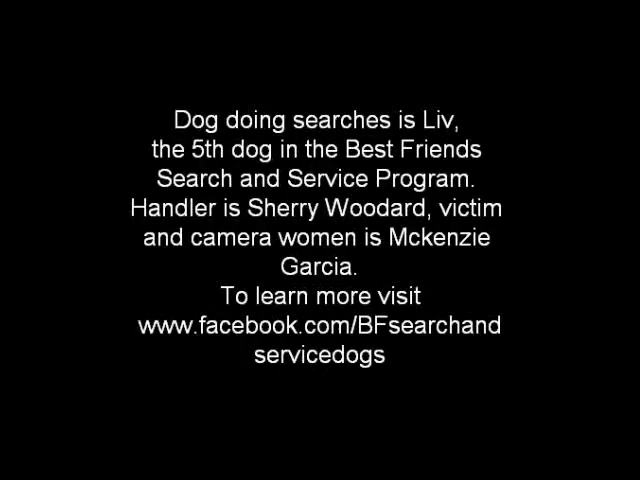 Dog doing searches is Liv,
the 5th dog in the Best Friends
Search and Service Program.
Handler is Sherry Woodard, victim
and camera women is Mckenzie
Garcia.
To learn more visit
www.facebook.com/BFsearchand
servicedogs